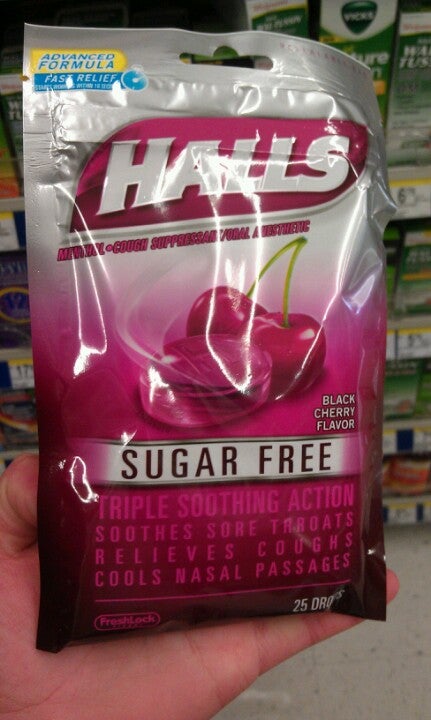 ADVANCED
FORMULA
FAST RELIEF
VICKS
HALLS
MENTHOL • COUGH SUPPRESSANT/ORAL ANESTHETIC
BLACK
CHERRY
FLAVOR
SUGAR FREE
TRIPLE SOOTHING ACTION
SOOTHES SORE THROATS
RELIEVES COUGHS
COOLS NASAL PASSAGES
25 DROPS
FreshLock